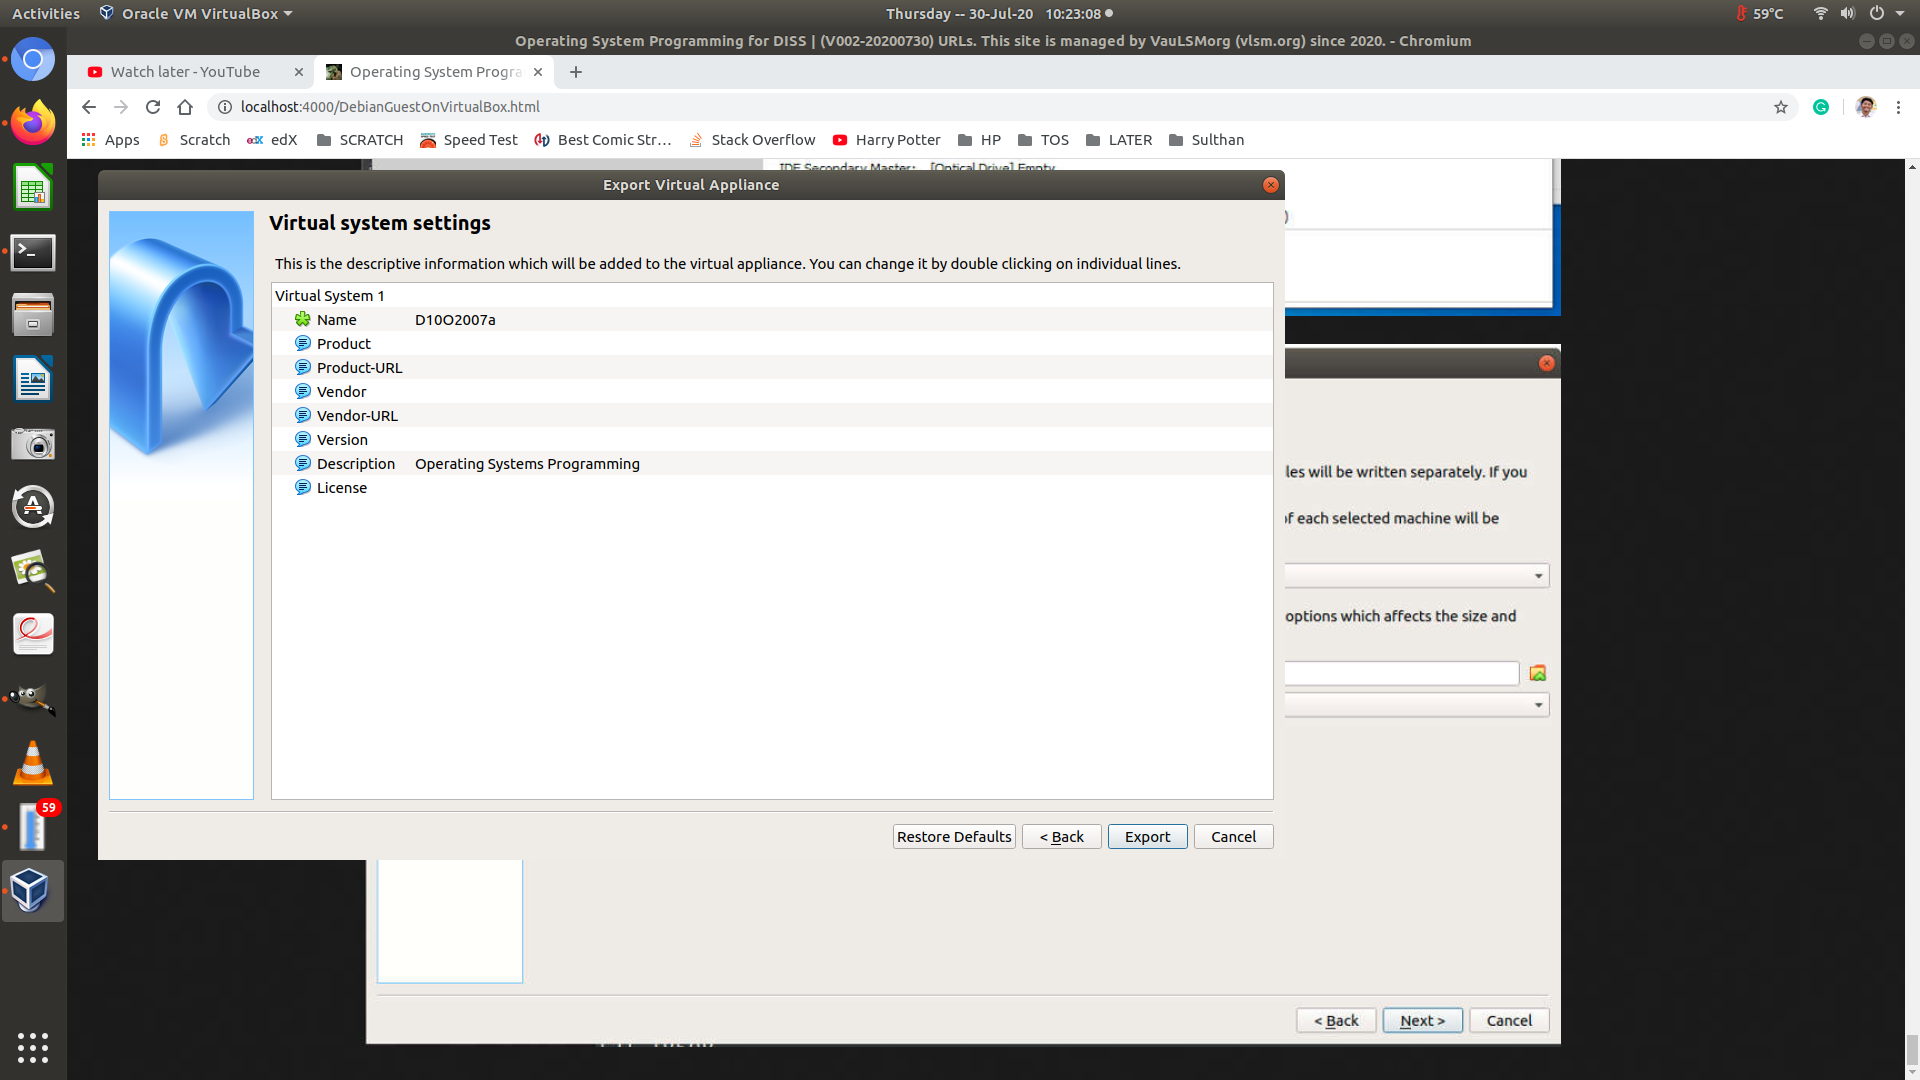 Activities Oracle VM VirtualBox Thursday -- 30-Jul-20 10:23:08 59°C
Operating System Programming for DISS | (V002-20200730) URLs. This site is managed by VauLSMorg (vlsm.org) since 2020. - Chromium
Watch later - YouTube Operating System Progra
localhost:4000/DebianGuestOnVirtualBox.html
Apps Scratch edX SCRATCH Speed Test Best Comic Str… Stack Overflow Harry Potter HP TOS LATER Sulthan
IDE Secondary Master: [Optical Drive] Empty
Export Virtual Appliance
Virtual system settings
This is the descriptive information which will be added to the virtual appliance. You can change it by double clicking on individual lines.
Virtual System 1
Name D10O2007a
Product
Product-URL
Vendor
Vendor-URL
Version
Description Operating Systems Programming
License
les will be written separately. If you
of each selected machine will be
options which affects the size and
Restore Defaults < Back Export Cancel
59
< Back Next > Cancel